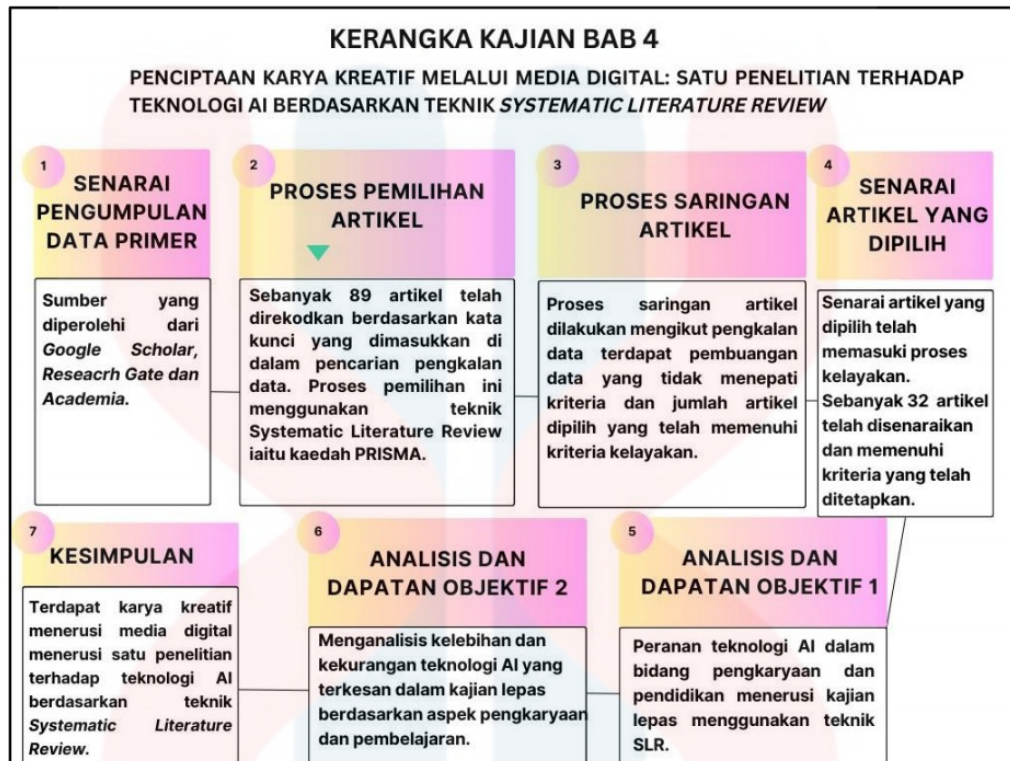 KERANGKA KAJIAN BAB 4
PENCIPTAAN KARYA KREATIF MELALUI MEDIA DIGITAL: SATU PENELITIAN TERHADAP
TEKNOLOGI AI BERDASARKAN TEKNIK SYSTEMATIC LITERATURE REVIEW
1
SENARAI
PENGUMPULAN
DATA PRIMER
Sumber yang
diperolehi dari
Google Scholar,
Reseacrh Gate dan
Academia.
2
PROSES PEMILIHAN
ARTIKEL
Sebanyak 89 artikel telah
direkodkan berdasarkan kata
kunci yang dimasukkan di
dalam pencarian pengkalan
data. Proses pemilihan ini
menggunakan teknik
Systematic Literature Review
iaitu kaedah PRISMA.
3
PROSES SARINGAN
ARTIKEL
Proses saringan artikel
dilakukan mengikut pengkalan
data terdapat pembuangan
data yang tidak menepati
kriteria dan jumlah artikel
dipilih yang telah memenuhi
kriteria kelayakan.
4
SENARAI
ARTIKEL YANG
DIPILIH
Senarai artikel yang
dipilih telah
memasuki proses
kelayakan.
Sebanyak 32 artikel
telah disenaraikan
dan memenuhi
kriteria yang telah
ditetapkan.
5
ANALISIS DAN
DAPATAN OBJEKTIF 1
Peranan teknologi AI dalam
bidang pengkaryaan dan
pendidikan menerusi kajian
lepas menggunakan teknik
SLR.
6
ANALISIS DAN
DAPATAN OBJEKTIF 2
Menganalisis kelebihan dan
kekurangan teknologi AI yang
terkesan dalam kajian lepas
berdasarkan aspek pengkaryaan
dan pembelajaran.
7
KESIMPULAN
Terdapat karya kreatif
menerusi media digital
menerusi satu penelitian
terhadap teknologi AI
berdasarkan teknik
Systematic Literature
Review.